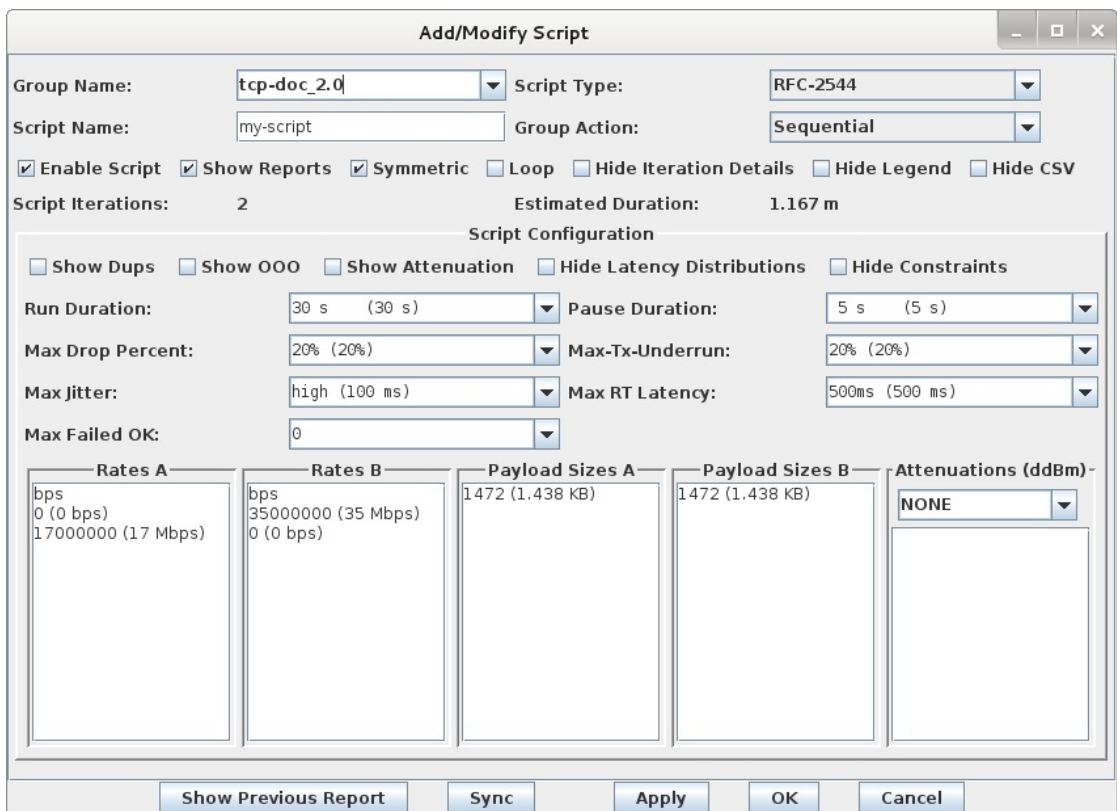 Add/Modify Script
Group Name: tcp-doc_2.0 Script Type: RFC-2544
Script Name: my-script Group Action: Sequential
Enable Script Show Reports Symmetric Loop Hide Iteration Details Hide Legend Hide CSV
Script Iterations: 2 Estimated Duration: 1.167 m
Script Configuration
Show Dups Show OOO Show Attenuation Hide Latency Distributions Hide Constraints
Run Duration: 30 s (30 s) Pause Duration: 5 s (5 s)
Max Drop Percent: 20% (20%) Max-Tx-Underrun: 20% (20%)
Max Jitter: high (100 ms) Max RT Latency: 500ms (500 ms)
Max Failed OK: 0
Rates A Rates B Payload Sizes A Payload Sizes B Attenuations (ddBm)
bps bps 1472 (1.438 KB) 1472 (1.438 KB) NONE
0 (0 bps) 35000000 (35 Mbps)
17000000 (17 Mbps) 0 (0 bps)
Show Previous Report Sync Apply OK Cancel